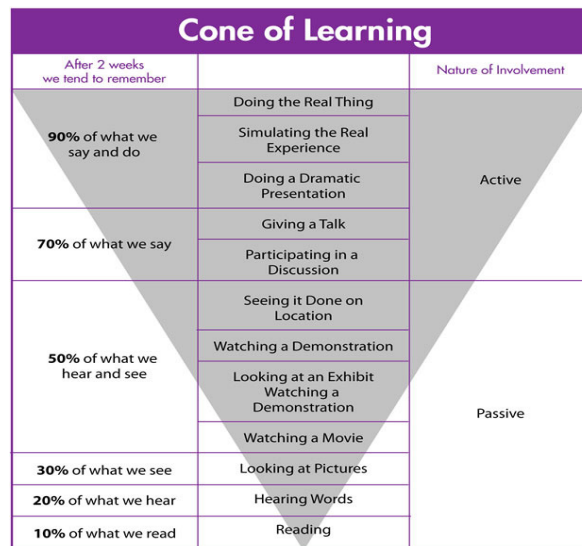 Cone of Learning
After 2 weeks
we tend to remember
Nature of Involvement
90% of what we
say and do
Doing the Real Thing
Simulating the Real
Experience
Doing a Dramatic
Presentation
Active
70% of what we say
Giving a Talk
Participating in a
Discussion
50% of what we
hear and see
Seeing it Done on
Location
Watching a Demonstration
Looking at an Exhibit
Watching a
Demonstration
Watching a Movie
Passive
30% of what we see
Looking at Pictures
20% of what we hear
Hearing Words
10% of what we read
Reading